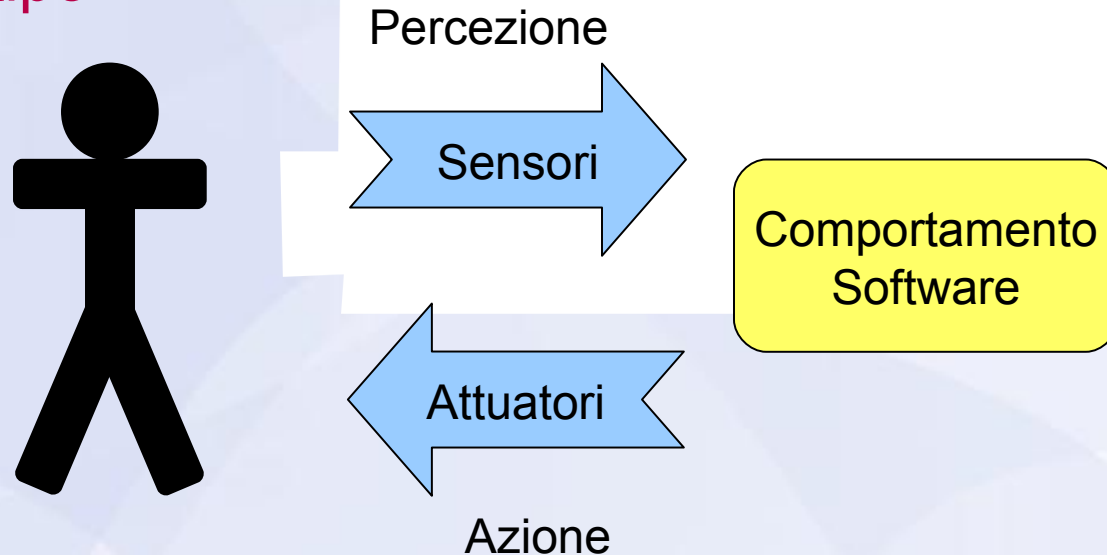 Percezione
Sensori
Comportamento
Software
Attuatori
Azione